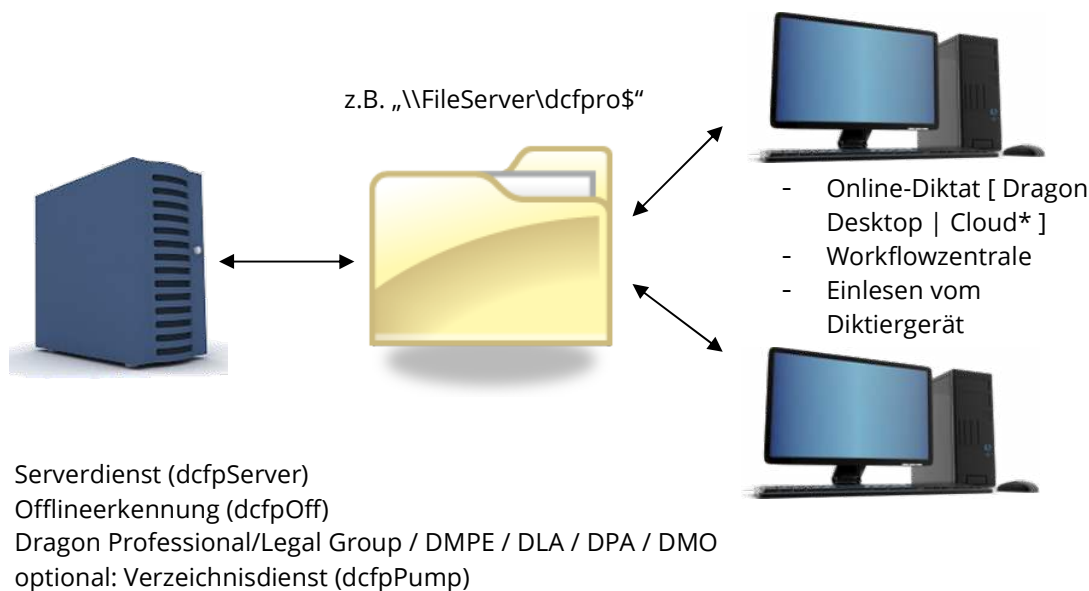 z.B. „\\FileServer\dcfpro$“
- Online-Diktat [ Dragon
Desktop | Cloud* ]
- Workflowzentrale
- Einlesen vom
Diktiergerät
Serverdienst (dcfpServer)
Offlineerkennung (dcfpOff)
Dragon Professional/Legal Group / DMPE / DLA / DPA / DMO
optional: Verzeichnisdienst (dcfpPump)